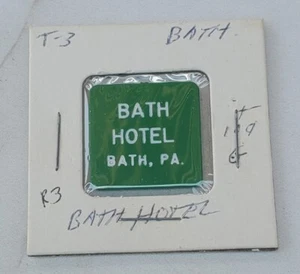 T-3 BATH
BATH
HOTEL
BATH, PA.
R3
BATH HOTEL